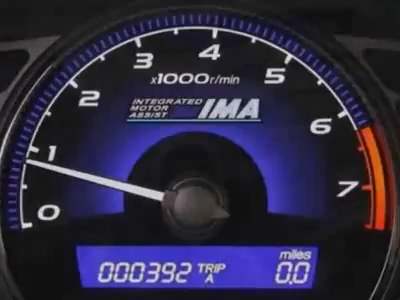 4
3 5
x1000r/min
2
INTEGRATED
MOTOR
ASSIST IMA
6
1
7
0
miles
000392 TRIP 0.0
A